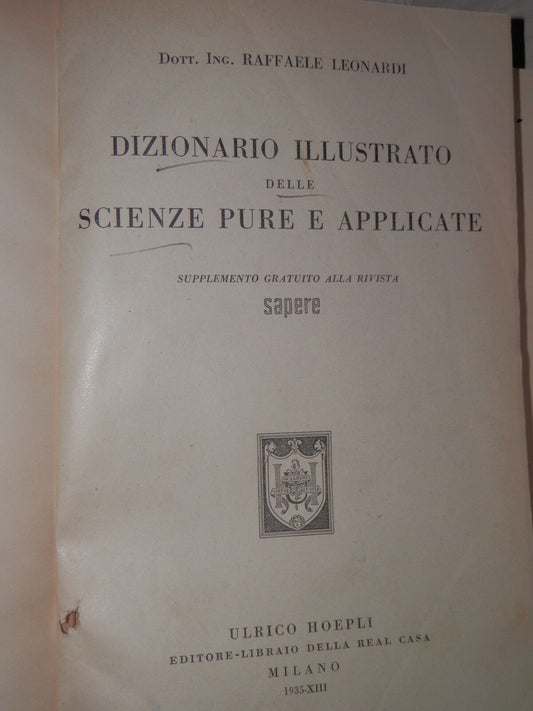 Dott. Ing. RAFFAELE LEONARDI
DIZIONARIO ILLUSTRATO
DELLE
SCIENZE PURE E APPLICATE
SUPPLEMENTO GRATUITO ALLA RIVISTA
sapere
ULRICO HOEPLI
EDITORE-LIBRAIO DELLA REAL CASA
MILANO
1935-XIII